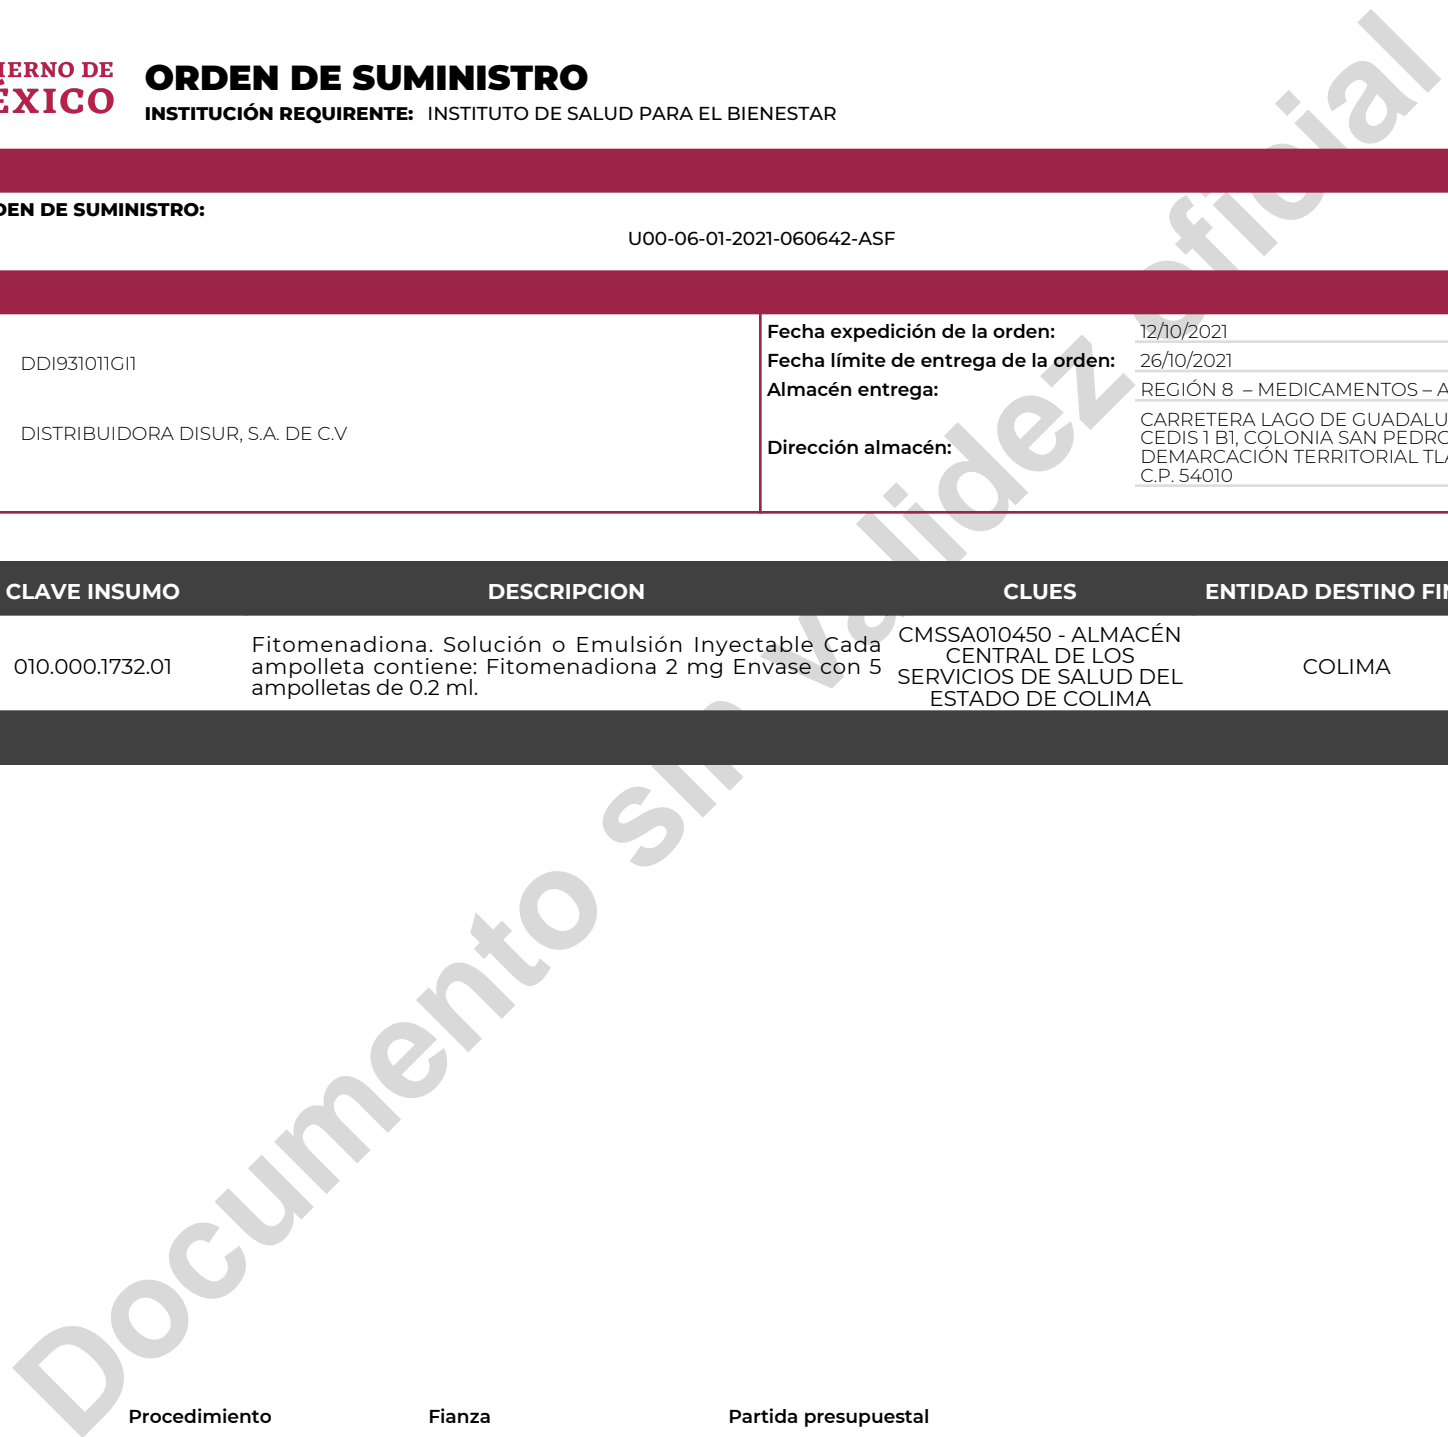 IERNO DE
ÉXICO
ORDEN DE SUMINISTRO
INSTITUCIÓN REQUIRENTE: INSTITUTO DE SALUD PARA EL BIENESTAR
DEN DE SUMINISTRO:
U00-06-01-2021-060642-ASF
DDI931011GI1
DISTRIBUIDORA DISUR, S.A. DE C.V
Fecha expedición de la orden: 12/10/2021
Fecha límite de entrega de la orden: 26/10/2021
Almacén entrega: REGIÓN 8 – MEDICAMENTOS – A
Dirección almacén:
CARRETERA LAGO DE GUADALU
CEDIS 1 B1, COLONIA SAN PEDRO
DEMARCACIÓN TERRITORIAL TLA
C.P. 54010
CLAVE INSUMO DESCRIPCION CLUES ENTIDAD DESTINO FIN
010.000.1732.01
Fitomenadiona. Solución o Emulsión Inyectable Cada
ampolleta contiene: Fitomenadiona 2 mg Envase con 5
ampolletas de 0.2 ml.
CMSSA010450 - ALMACÉN
CENTRAL DE LOS
SERVICIOS DE SALUD DEL
ESTADO DE COLIMA
COLIMA
Documento sin validez oficial
Procedimiento Fianza Partida presupuestal